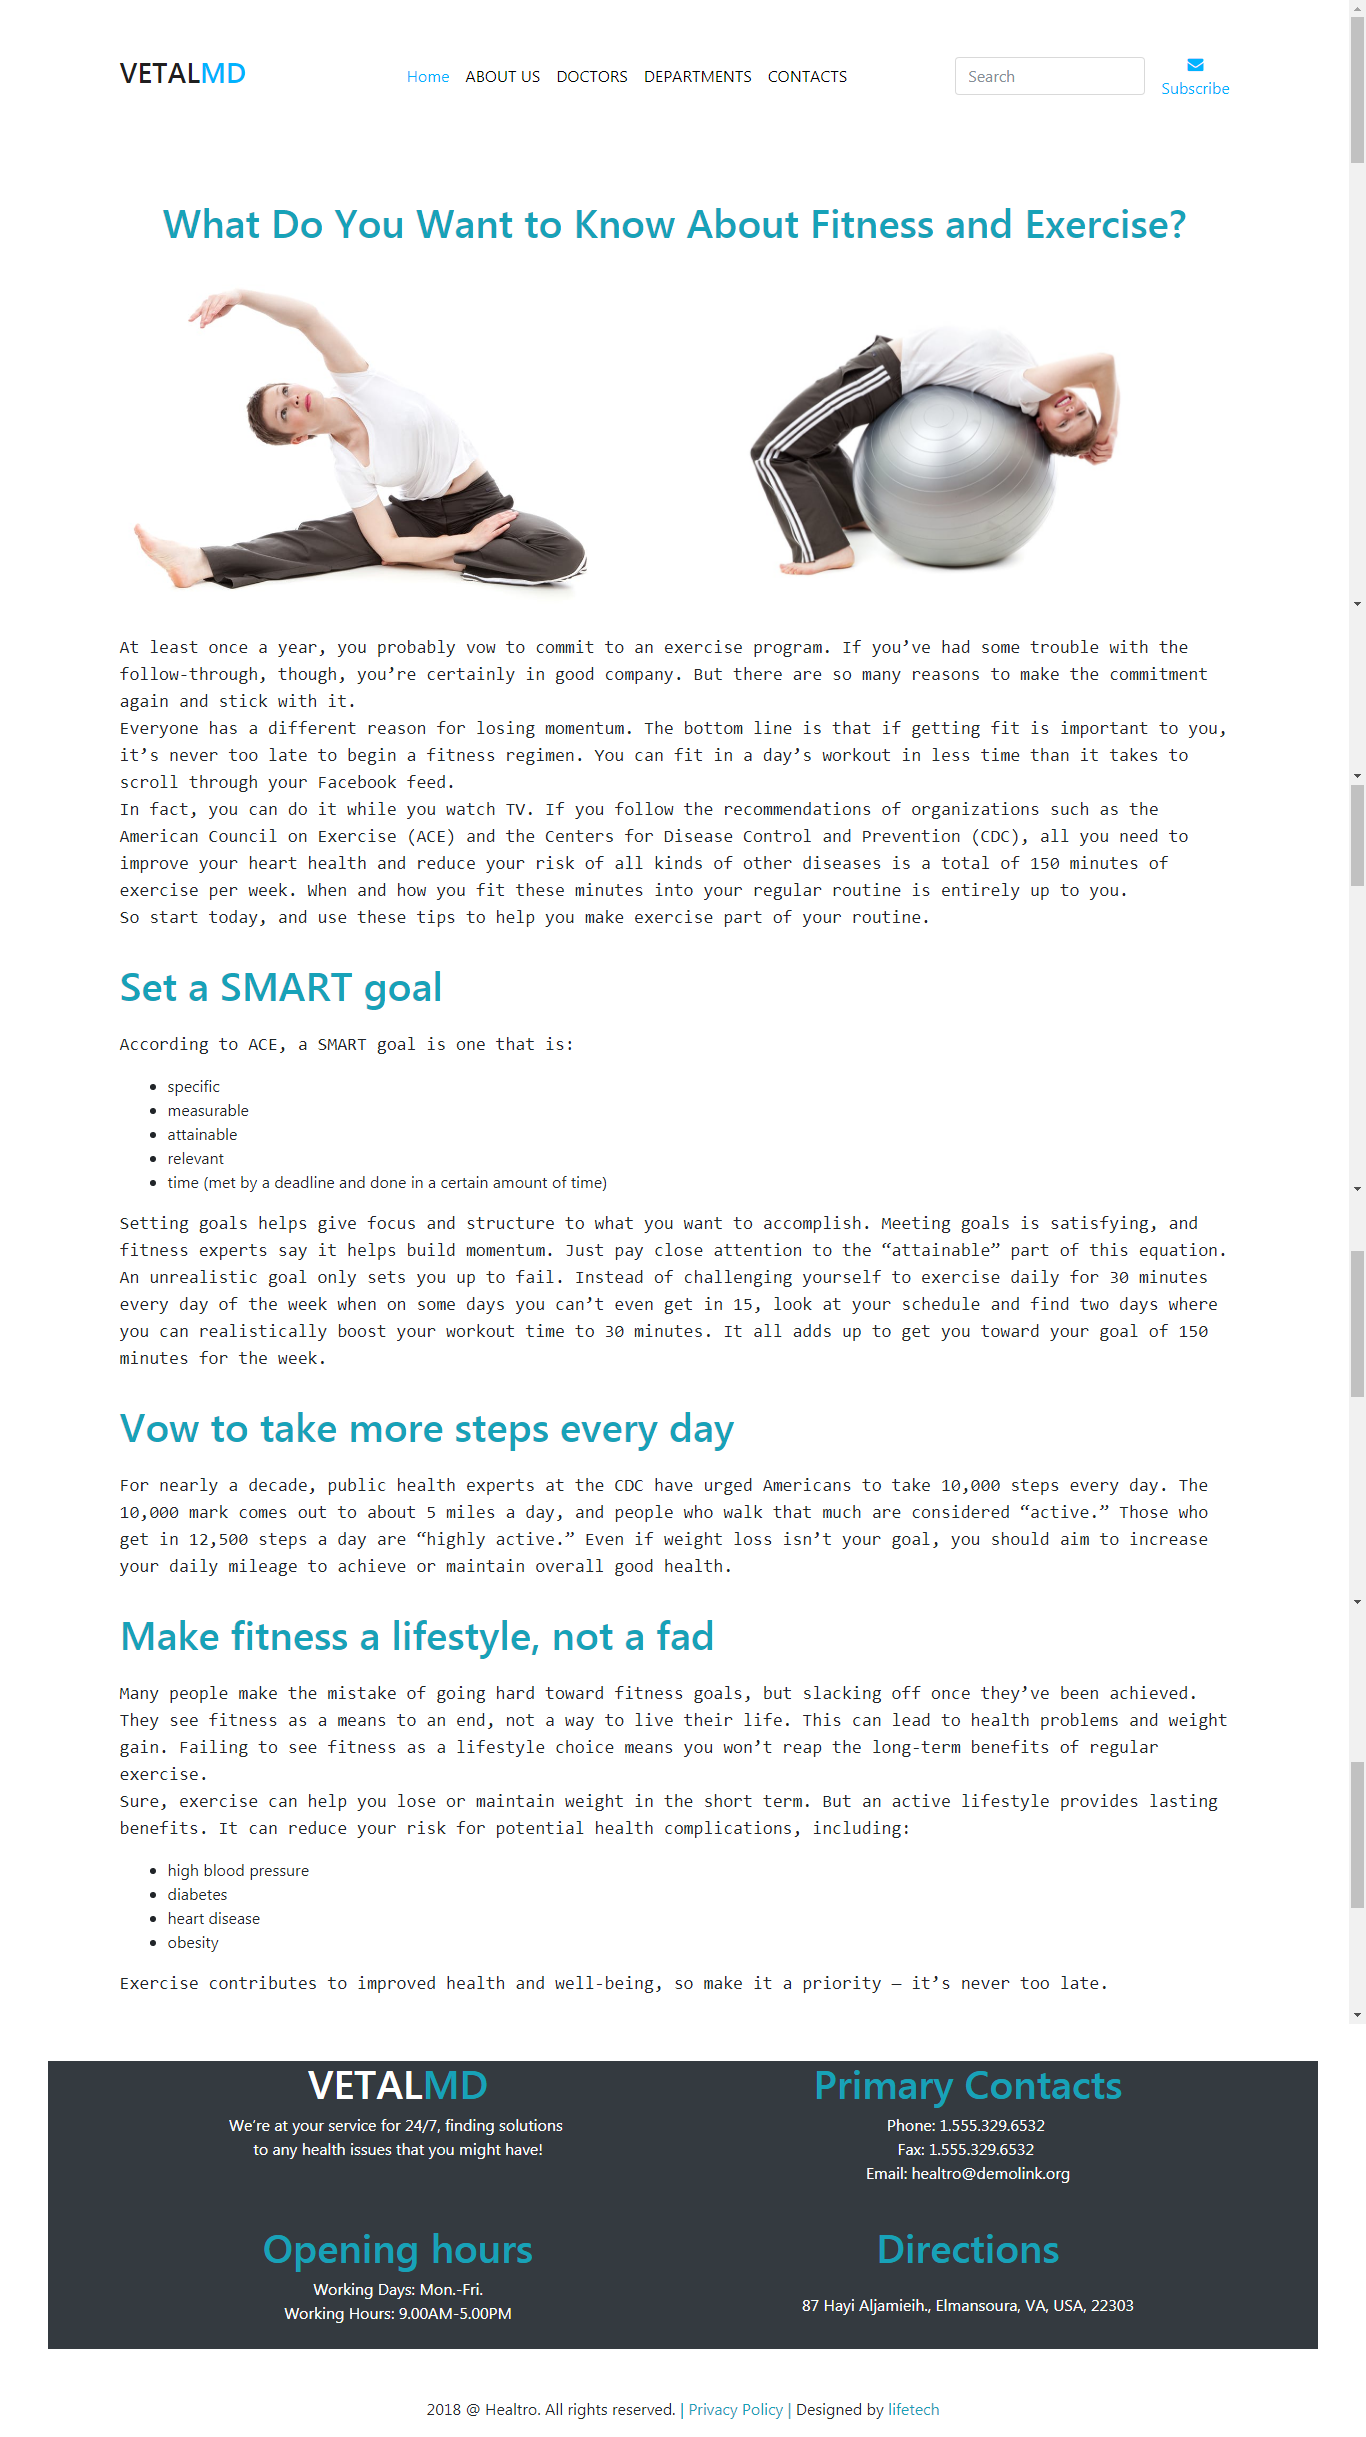 VETALMD
Home ABOUT US DOCTORS DEPARTMENTS CONTACTS
Search
Subscribe
What Do You Want to Know About Fitness and Exercise?
At least once a year, you probably vow to commit to an exercise program. If you’ve had some trouble with the
follow-through, though, you’re certainly in good company. But there are so many reasons to make the commitment
again and stick with it.
Everyone has a different reason for losing momentum. The bottom line is that if getting fit is important to you,
it’s never too late to begin a fitness regimen. You can fit in a day’s workout in less time than it takes to
scroll through your Facebook feed.
In fact, you can do it while you watch TV. If you follow the recommendations of organizations such as the
American Council on Exercise (ACE) and the Centers for Disease Control and Prevention (CDC), all you need to
improve your heart health and reduce your risk of all kinds of other diseases is a total of 150 minutes of
exercise per week. When and how you fit these minutes into your regular routine is entirely up to you.
So start today, and use these tips to help you make exercise part of your routine.
Set a SMART goal
According to ACE, a SMART goal is one that is:
• specific
• measurable
• attainable
• relevant
• time (met by a deadline and done in a certain amount of time)
Setting goals helps give focus and structure to what you want to accomplish. Meeting goals is satisfying, and
fitness experts say it helps build momentum. Just pay close attention to the “attainable” part of this equation.
An unrealistic goal only sets you up to fail. Instead of challenging yourself to exercise daily for 30 minutes
every day of the week when on some days you can’t even get in 15, look at your schedule and find two days where
you can realistically boost your workout time to 30 minutes. It all adds up to get you toward your goal of 150
minutes for the week.
Vow to take more steps every day
For nearly a decade, public health experts at the CDC have urged Americans to take 10,000 steps every day. The
10,000 mark comes out to about 5 miles a day, and people who walk that much are considered “active.” Those who
get in 12,500 steps a day are “highly active.” Even if weight loss isn’t your goal, you should aim to increase
your daily mileage to achieve or maintain overall good health.
Make fitness a lifestyle, not a fad
Many people make the mistake of going hard toward fitness goals, but slacking off once they’ve been achieved.
They see fitness as a means to an end, not a way to live their life. This can lead to health problems and weight
gain. Failing to see fitness as a lifestyle choice means you won’t reap the long-term benefits of regular
exercise.
Sure, exercise can help you lose or maintain weight in the short term. But an active lifestyle provides lasting
benefits. It can reduce your risk for potential health complications, including:
• high blood pressure
• diabetes
• heart disease
• obesity
Exercise contributes to improved health and well-being, so make it a priority — it’s never too late.
VETALMD
We’re at your service for 24/7, finding solutions
to any health issues that you might have!
Primary Contacts
Phone: 1.555.329.6532
Fax: 1.555.329.6532
Email: healtro@demolink.org
Opening hours
Working Days: Mon.-Fri.
Working Hours: 9.00AM-5.00PM
Directions
87 Hayi Aljamieih., Elmansoura, VA, USA, 22303
2018 @ Healtro. All rights reserved. | Privacy Policy | Designed by lifetech